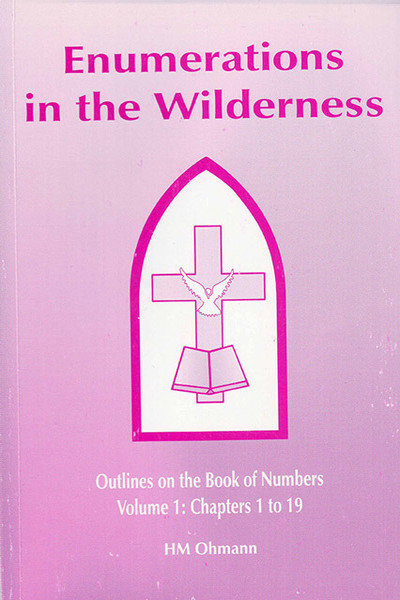 Enumerations
in the Wilderness
Outlines on the Book of Numbers
Volume 1: Chapters 1 to 19
HM Ohmann